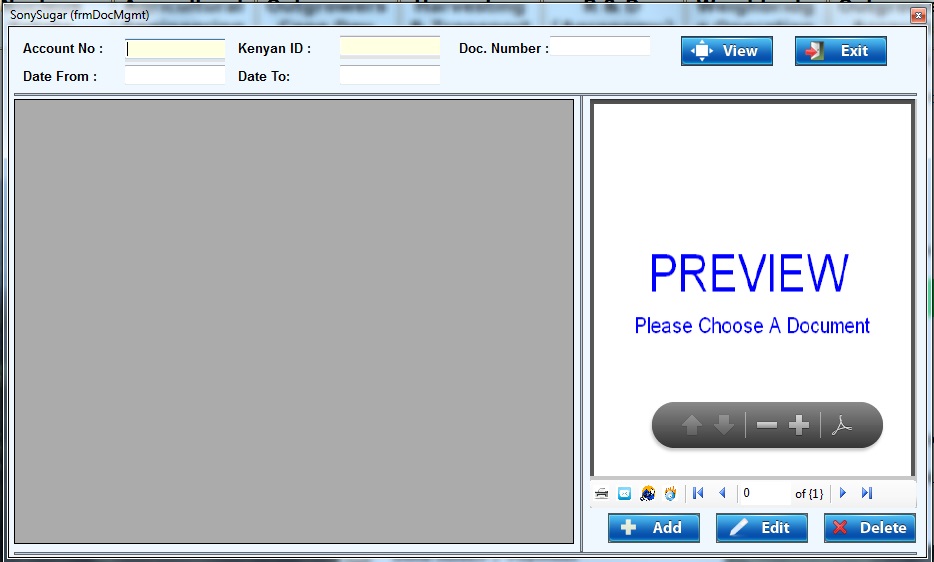 SonySugar (frmDocMgmt)
Account No : Kenyan ID : Doc. Number : View Exit
Date From : Date To:
PREVIEW
Please Choose A Document
0 of {1}
Add Edit Delete